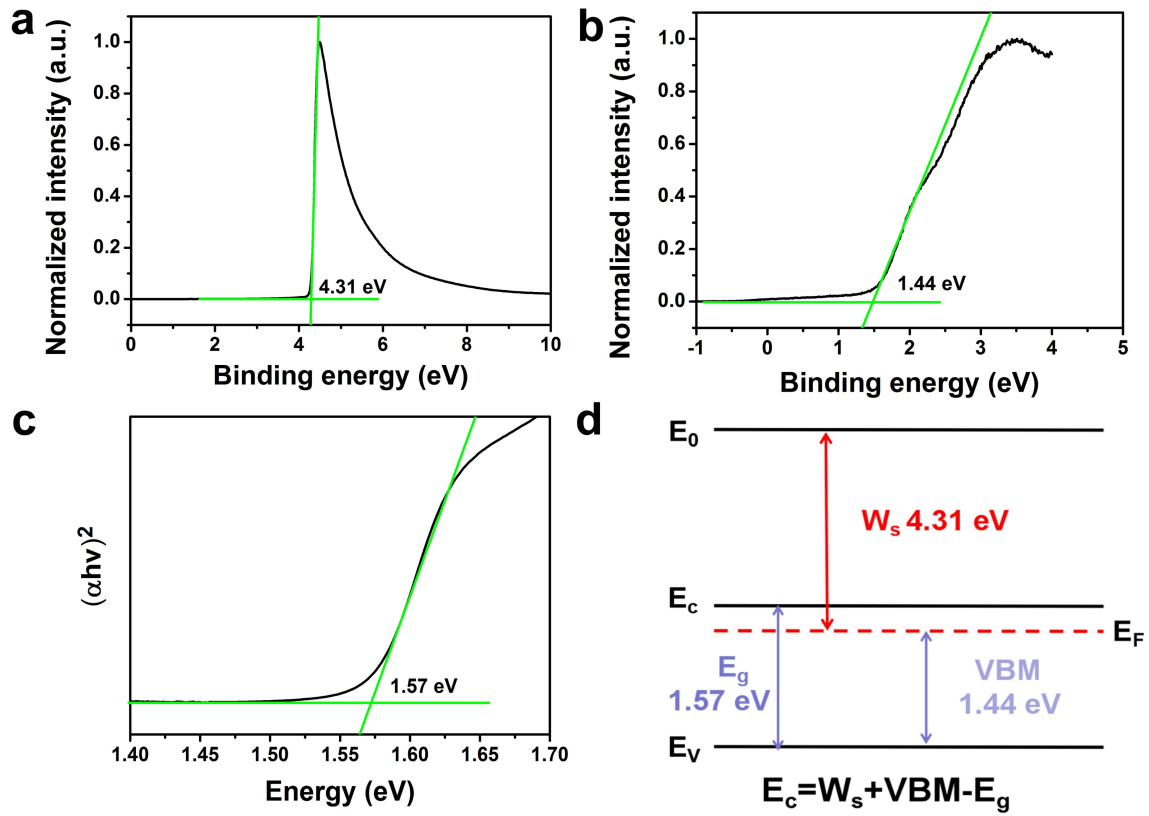 a
Normalized intensity (a.u.)
1.0
0.8
0.6
0.4
0.2
0.0
4.31 eV
0 2 4 6 8 10
Binding energy (eV)
b
Normalized intensity (a.u.)
1.0
0.8
0.6
0.4
0.2
0.0
1.44 eV
-1 0 1 2 3 4 5
Binding energy (eV)
c
(αhν)²
1.57 eV
1.40 1.45 1.50 1.55 1.60 1.65 1.70
Energy (eV)
d
E₀
Wₛ 4.31 eV
E_c
E_F
E_g
1.57 eV
VBM
1.44 eV
E_V
E_c=Wₛ+VBM-E_g